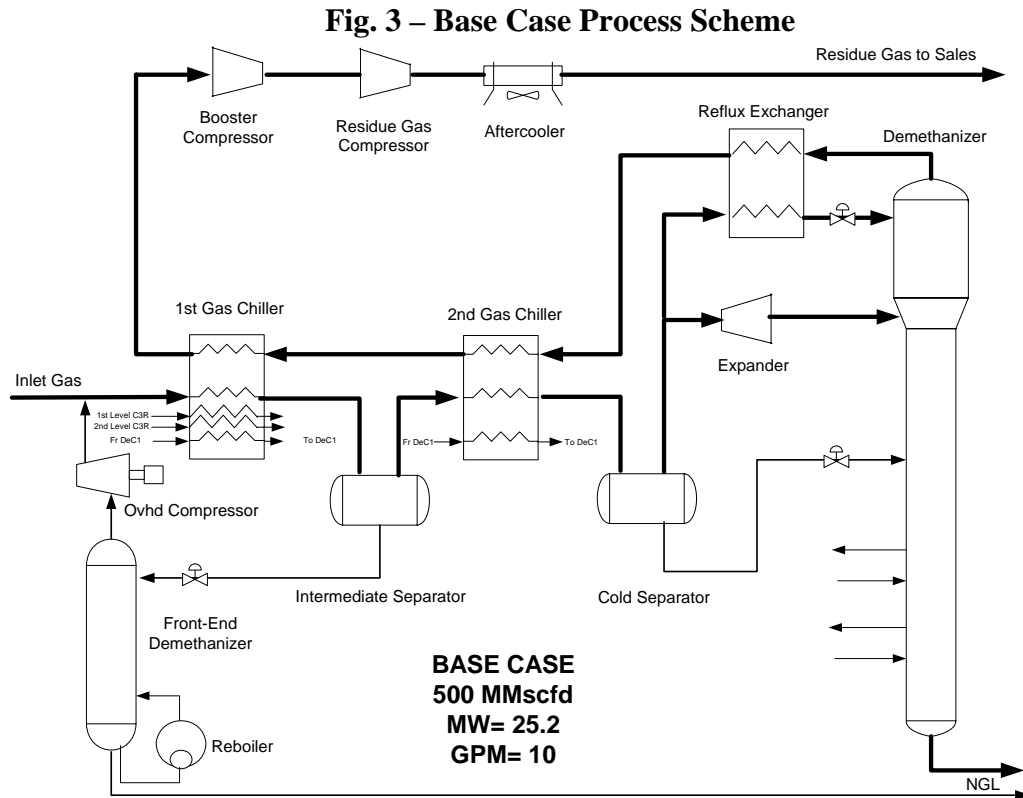 Fig. 3 – Base Case Process Scheme
Residue Gas to Sales
Booster
Compressor
Residue Gas
Compressor
Aftercooler
Reflux Exchanger
Demethanizer
1st Gas Chiller
2nd Gas Chiller
Expander
Inlet Gas
1st Level C3R
2nd Level C3R
Fr DeC1
To DeC1
Fr DeC1
To DeC1
Ovhd Compressor
Intermediate Separator
Cold Separator
Front-End
Demethanizer
Reboiler
BASE CASE
500 MMscfd
MW= 25.2
GPM= 10
NGL